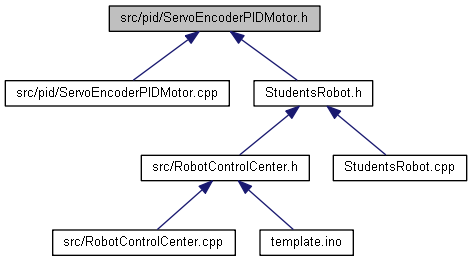 src/pid/ServoEncoderPIDMotor.h
src/pid/ServoEncoderPIDMotor.cpp
StudentsRobot.h
src/RobotControlCenter.h
StudentsRobot.cpp
src/RobotControlCenter.cpp
template.ino